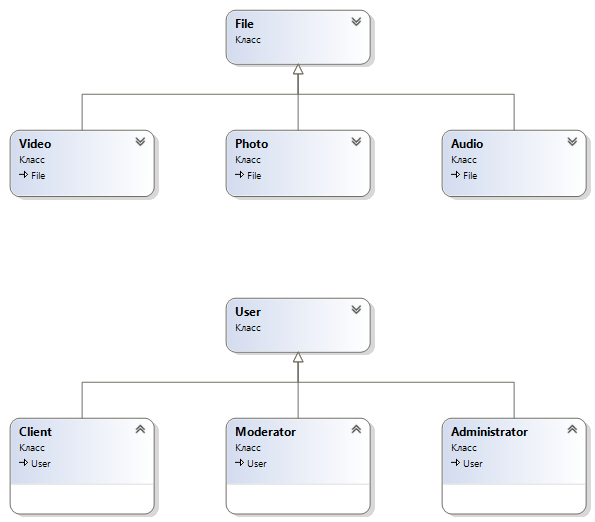 File
Класс
Video
Класс
File
Photo
Класс
File
Audio
Класс
File
User
Класс
Client
Класс
User
Moderator
Класс
User
Administrator
Класс
User